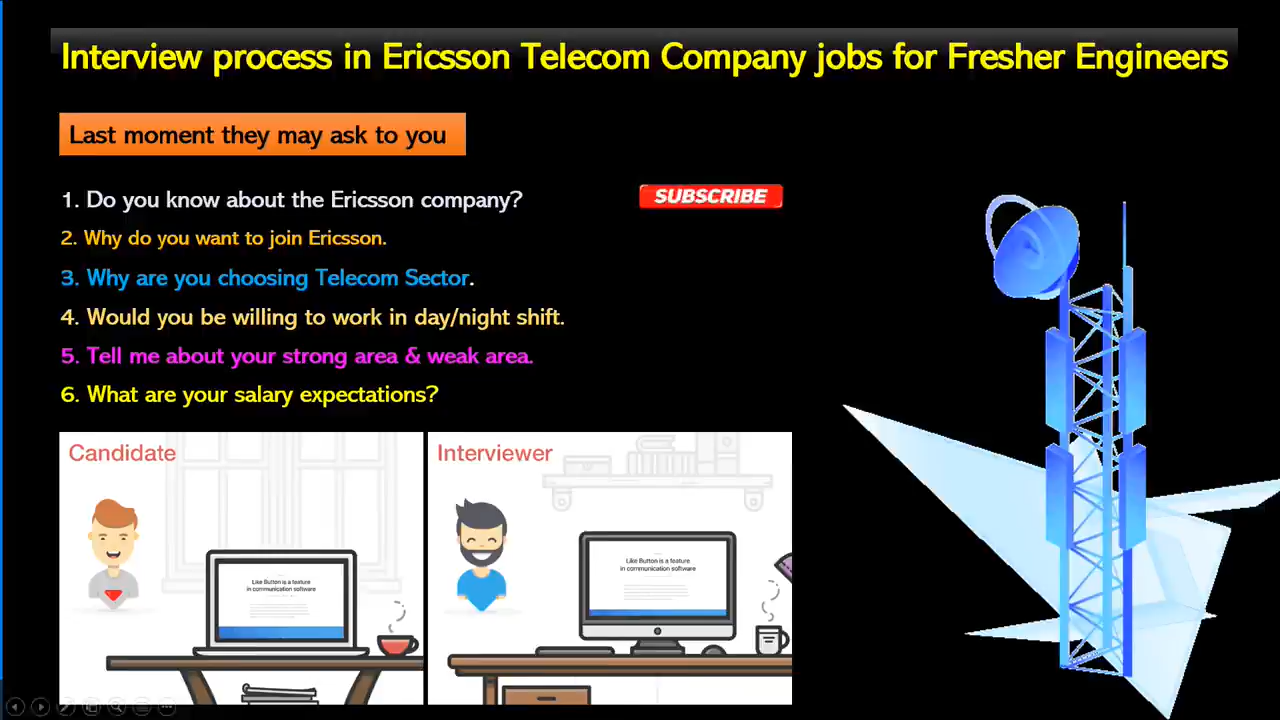 Interview process in Ericsson Telecom Company jobs for Fresher Engineers
Last moment they may ask to you
1. Do you know about the Ericsson company?
SUBSCRIBE
2. Why do you want to join Ericsson.
3. Why are you choosing Telecom Sector.
4. Would you be willing to work in day/night shift.
5. Tell me about your strong area & weak area.
6. What are your salary expectations?
Candidate
Like Button is a feature
in communication software
Interviewer
Like Button is a feature
in communication software